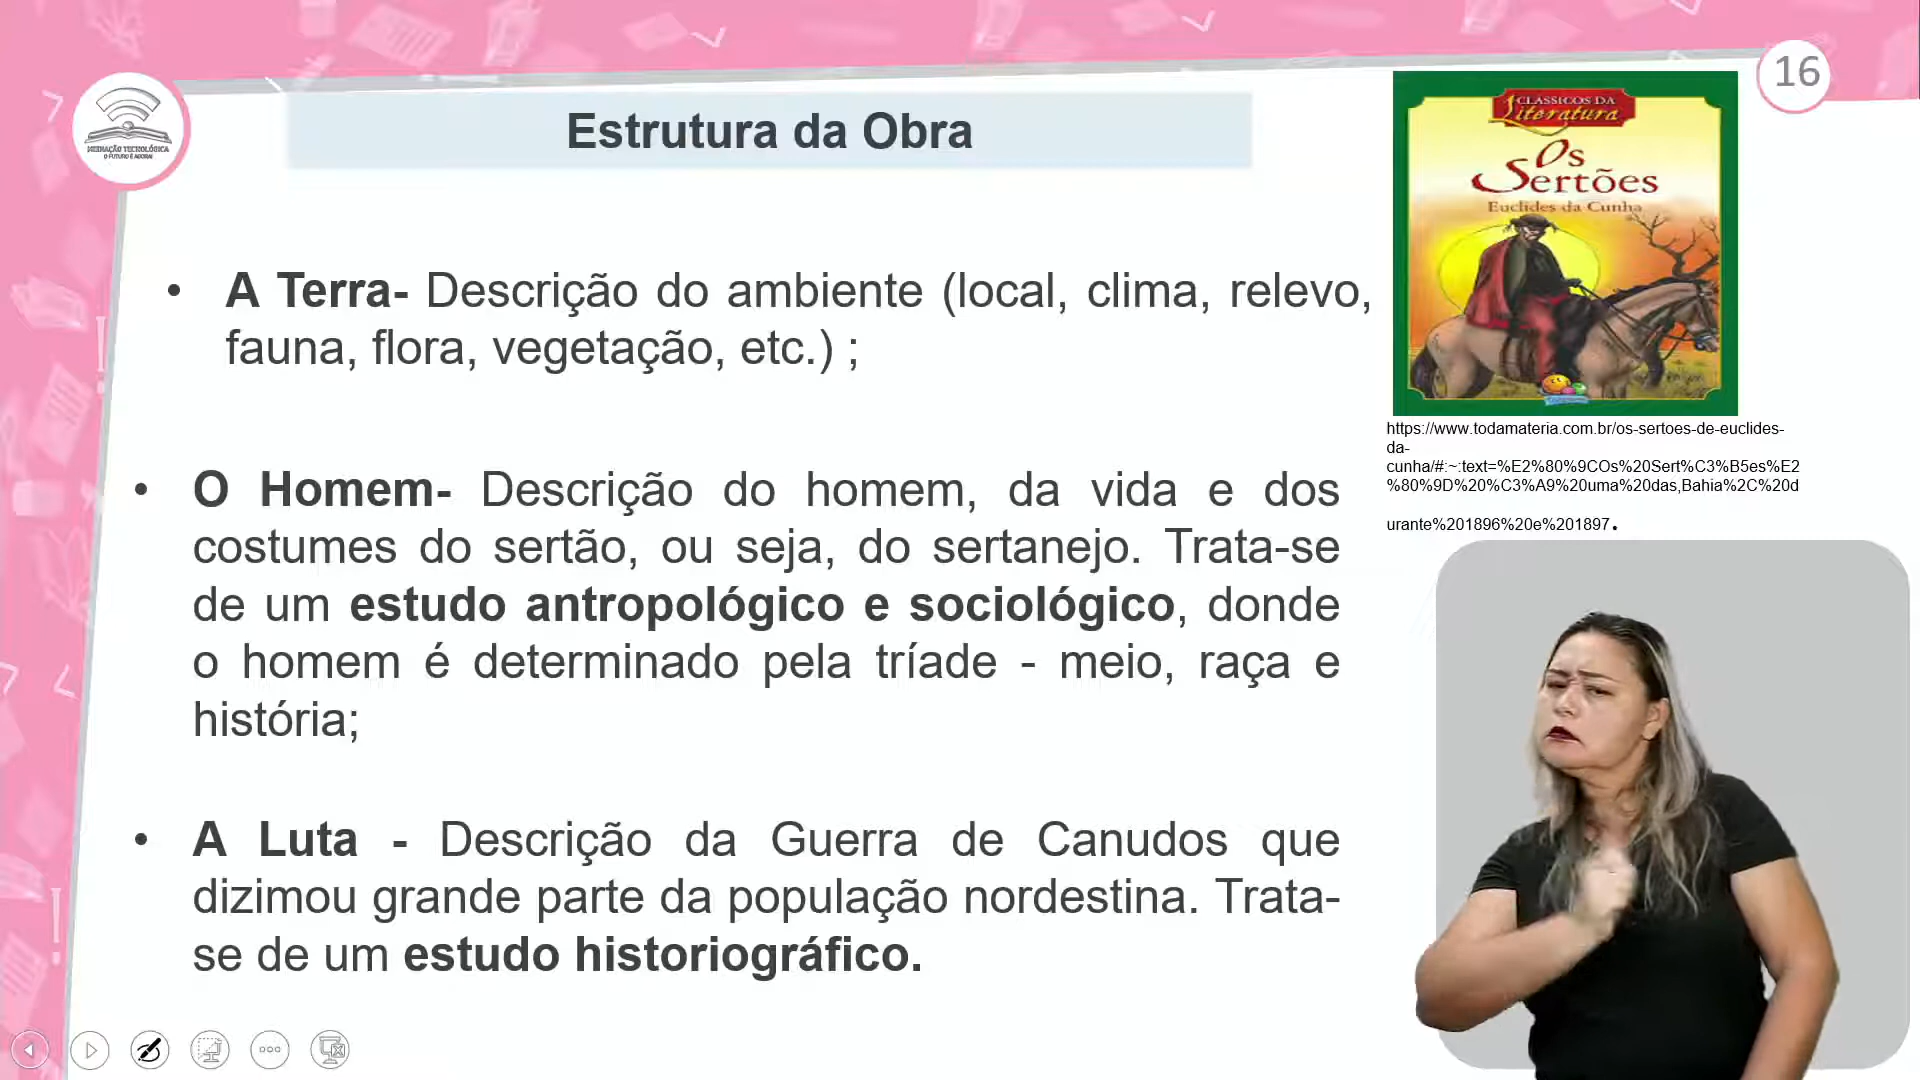 16
MEDIAÇÃO TECNOLÓGICA
O FUTURO É AGORA!
Estrutura da Obra
CLÁSSICOS DA
Literatura
Os
Sertões
Euclides da Cunha
• A Terra- Descrição do ambiente (local, clima, relevo,
fauna, flora, vegetação, etc.) ;
https://www.todamateria.com.br/os-sertoes-de-euclides-
da-
cunha/#:~:text=%E2%80%9COs%20Sert%C3%B5es%E2
%80%9D%20%C3%A9%20uma%20das,Bahia%2C%20d
urante%201896%20e%201897.
• O Homem- Descrição do homem, da vida e dos
costumes do sertão, ou seja, do sertanejo. Trata-se
de um estudo antropológico e sociológico, donde
o homem é determinado pela tríade - meio, raça e
história;
• A Luta - Descrição da Guerra de Canudos que
dizimou grande parte da população nordestina. Trata-
se de um estudo historiográfico.